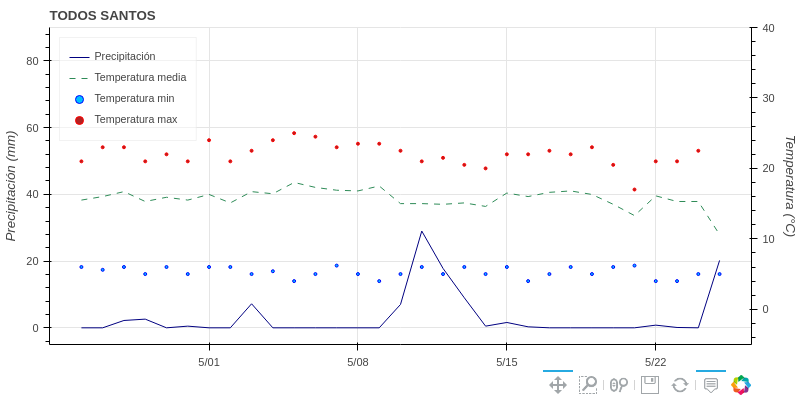 TODOS SANTOS
Precipitación
Temperatura media
Temperatura min
Temperatura max
Precipitación (mm)
80
60
40
20
0
40
30
20
10
0
Temperatura (°C)
5/01
5/08
5/15
5/22